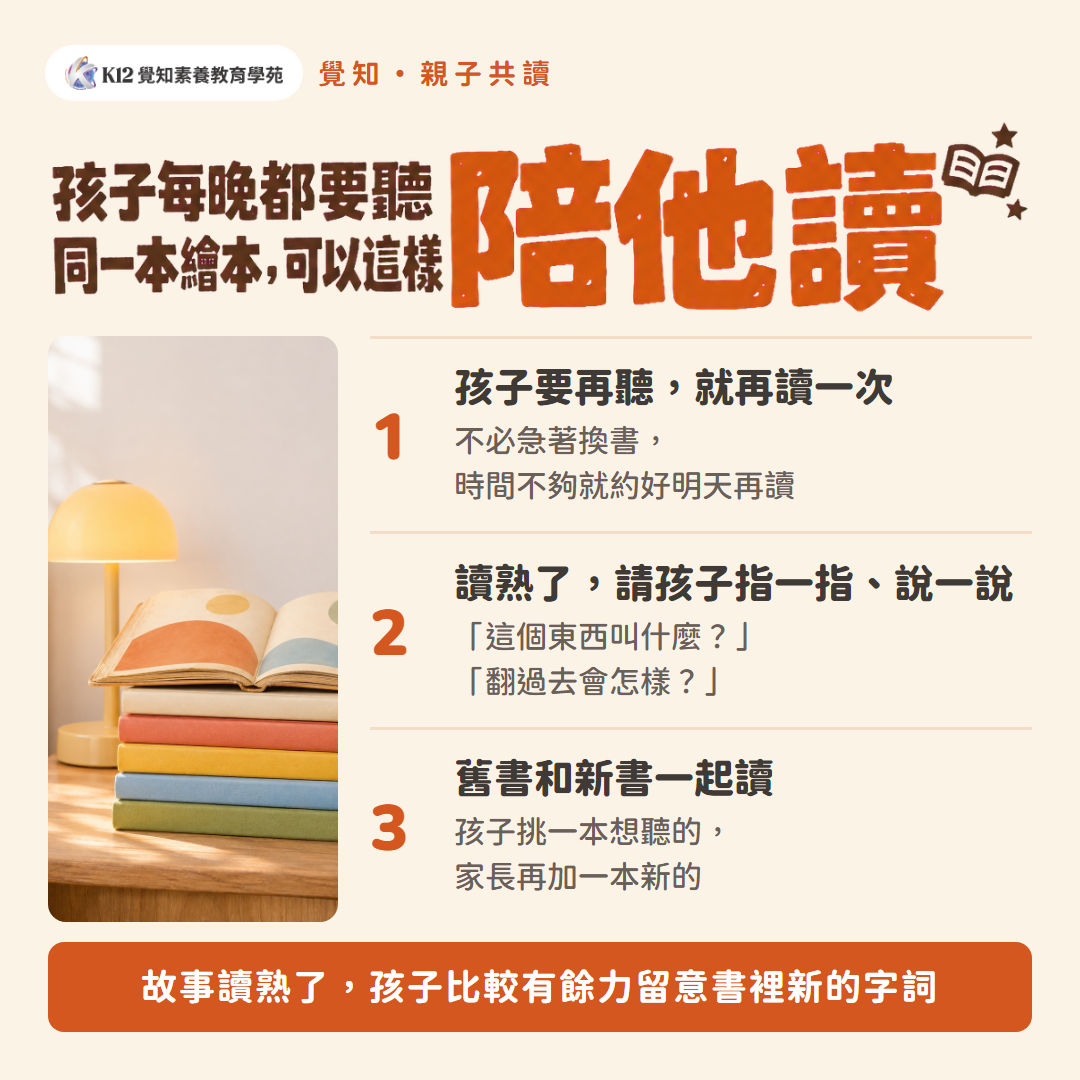 K12 覺知素養教育學苑
覺知・親子共讀
孩子每晚都要聽
同一本繪本,可以這樣
陪他讀
1
孩子要再聽，就再讀一次
不必急著換書，
時間不夠就約好明天再讀
2
讀熟了，請孩子指一指、說一說
「這個東西叫什麼？」
「翻過去會怎樣？」
3
舊書和新書一起讀
孩子挑一本想聽的，
家長再加一本新的
故事讀熟了，孩子比較有餘力留意書裡新的字詞